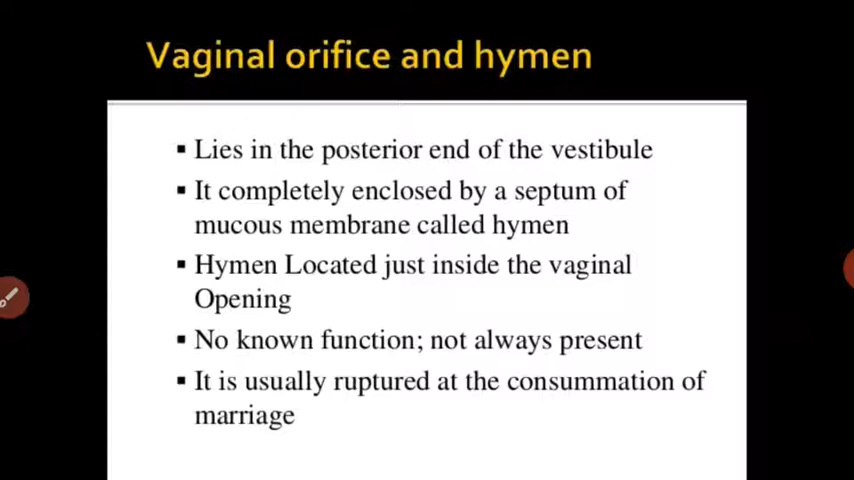 Vaginal orifice and hymen
▪ Lies in the posterior end of the vestibule
▪ It completely enclosed by a septum of
mucous membrane called hymen
▪ Hymen Located just inside the vaginal
Opening
▪ No known function; not always present
▪ It is usually ruptured at the consummation of
marriage